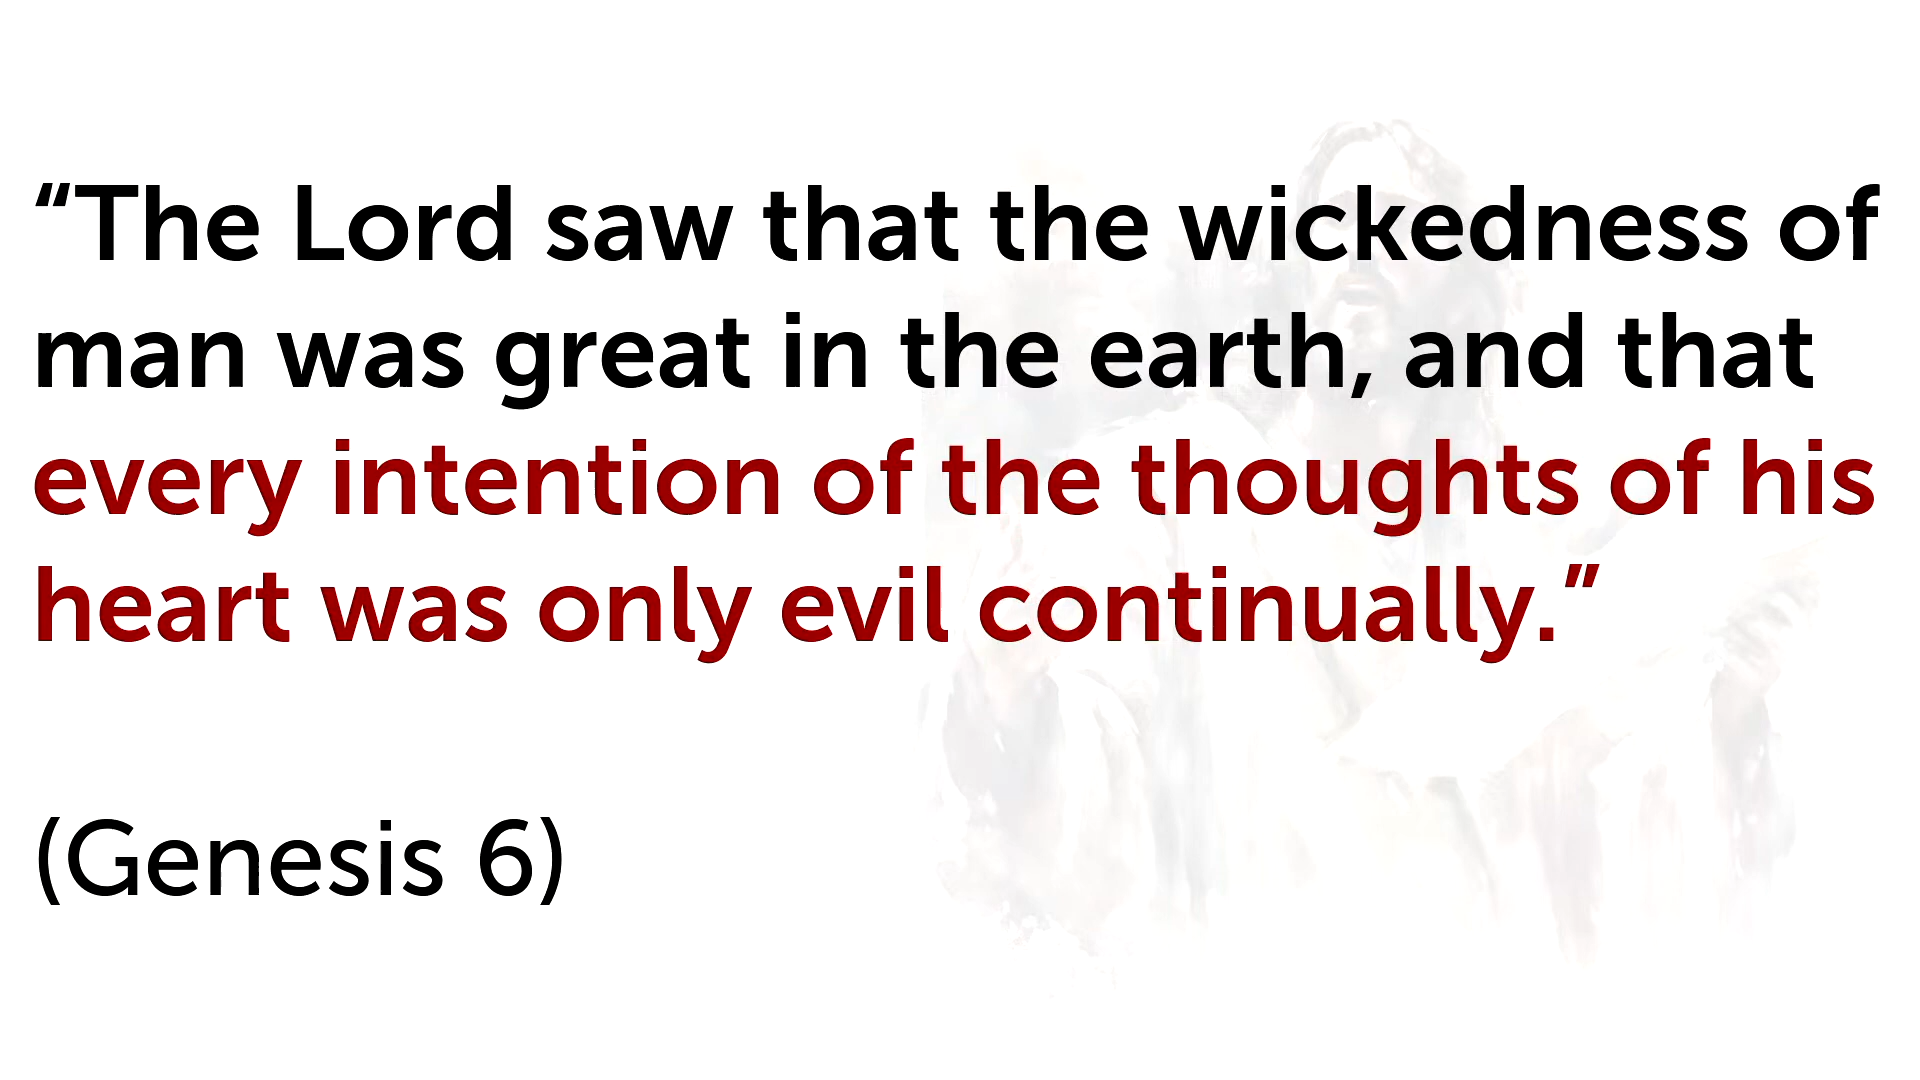 “The Lord saw that the wickedness of
man was great in the earth, and that
every intention of the thoughts of his
heart was only evil continually.”
(Genesis 6)